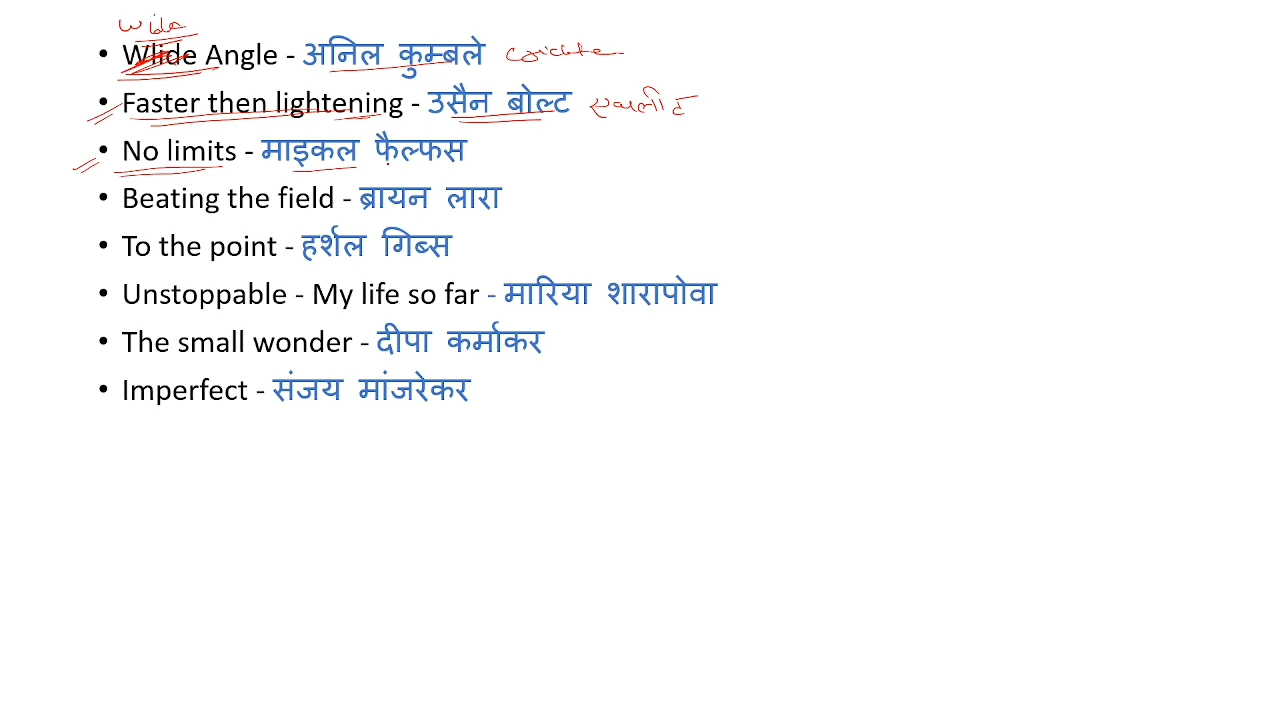 wide
• Wlide Angle - अनिल कुम्बले
• Faster then lightening - उसैन बोल्ट
• No limits - माइकल फैल्फस
• Beating the field - ब्रायन लारा
• To the point - हर्शल गिब्स
• Unstoppable - My life so far - मारिया शारापोवा
• The small wonder - दीपा कर्माकर
• Imperfect - संजय मांजरेकर